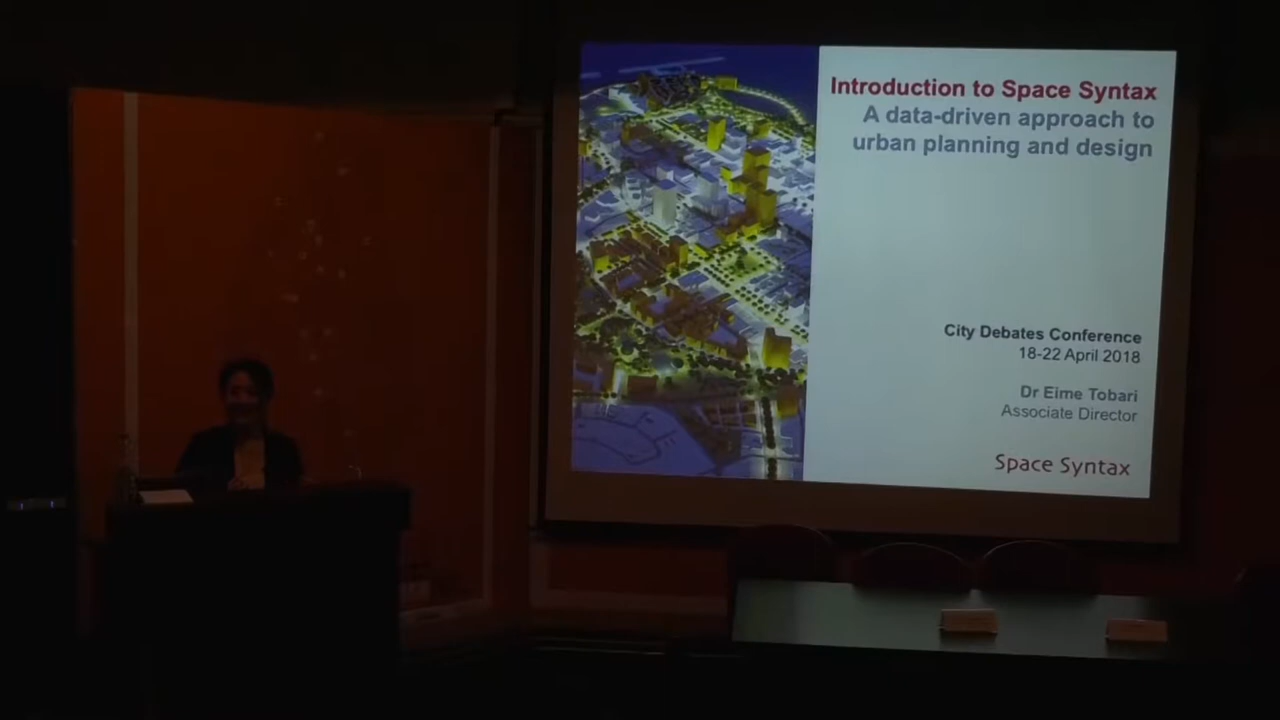 Introduction to Space Syntax
A data-driven approach to
urban planning and design
City Debates Conference
18-22 April 2018
Dr Eime Tobari
Associate Director
Space Syntax